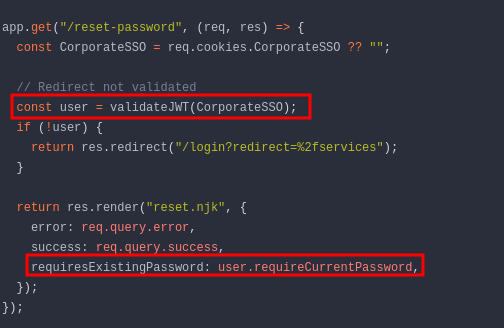 app.get("/reset-password", (req, res) => {
const CorporateSSO = req.cookies.CorporateSSO ?? "";
// Redirect not validated
const user = validateJWT(CorporateSSO);
if (!user) {
return res.redirect("/login?redirect=%2fservices");
}
return res.render("reset.njk", {
error: req.query.error,
success: req.query.success,
requiresExistingPassword: user.requireCurrentPassword,
});
});